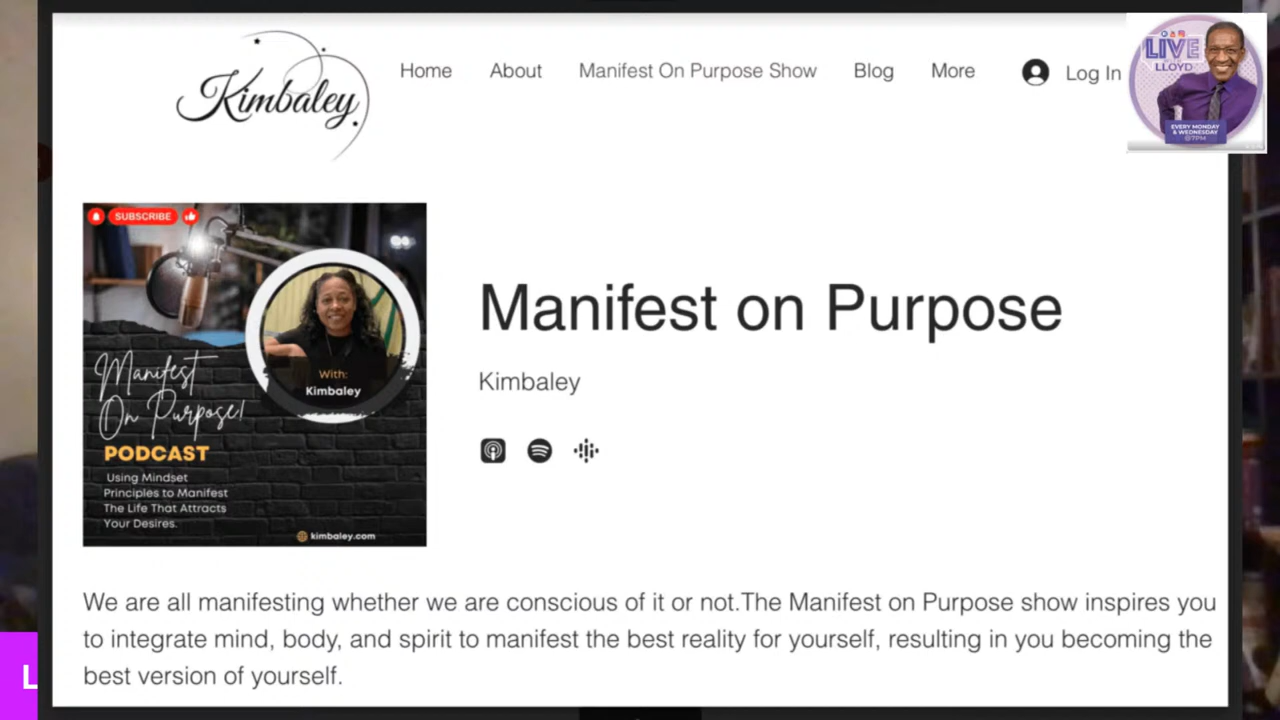 Kimbaley
Home About Manifest On Purpose Show Blog More Log In
LIVE
LLOYD
EVERY MONDAY
& WEDNESDAY
@7PM
SUBSCRIBE
With:
Kimbaley
Manifest
On Purpose!
PODCAST
Using Mindset
Principles to Manifest
The Life That Attracts
Your Desires.
kimbaley.com
Manifest on Purpose
Kimbaley
We are all manifesting whether we are conscious of it or not.The Manifest on Purpose show inspires you
to integrate mind, body, and spirit to manifest the best reality for yourself, resulting in you becoming the
best version of yourself.
L